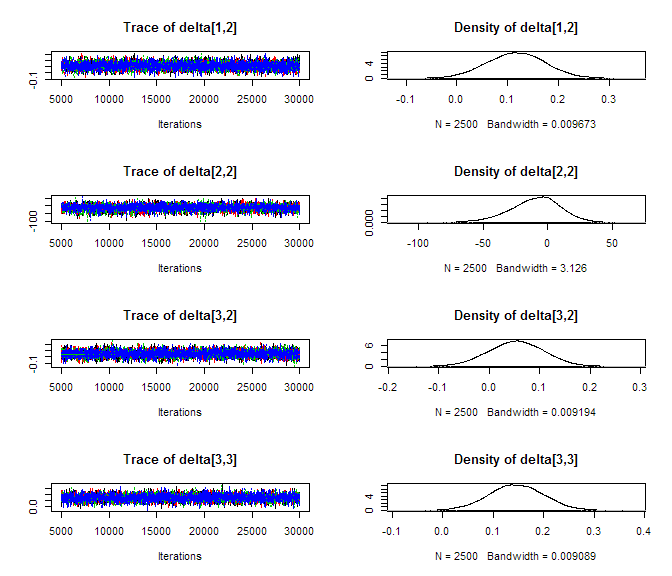 Trace of delta[1,2]
Density of delta[1,2]
-0.1
4
5000 10000 15000 20000 25000 30000
-0.1 0.0 0.1 0.2 0.3
Iterations
N = 2500 Bandwidth = 0.009673
Trace of delta[2,2]
Density of delta[2,2]
-100
0.000
5000 10000 15000 20000 25000 30000
-100 -50 0 50
Iterations
N = 2500 Bandwidth = 3.126
Trace of delta[3,2]
Density of delta[3,2]
-0.1
0 6
5000 10000 15000 20000 25000 30000
-0.2 -0.1 0.0 0.1 0.2 0.3
Iterations
N = 2500 Bandwidth = 0.009194
Trace of delta[3,3]
Density of delta[3,3]
0.0
0 4
5000 10000 15000 20000 25000 30000
-0.1 0.0 0.1 0.2 0.3 0.4
Iterations
N = 2500 Bandwidth = 0.009089